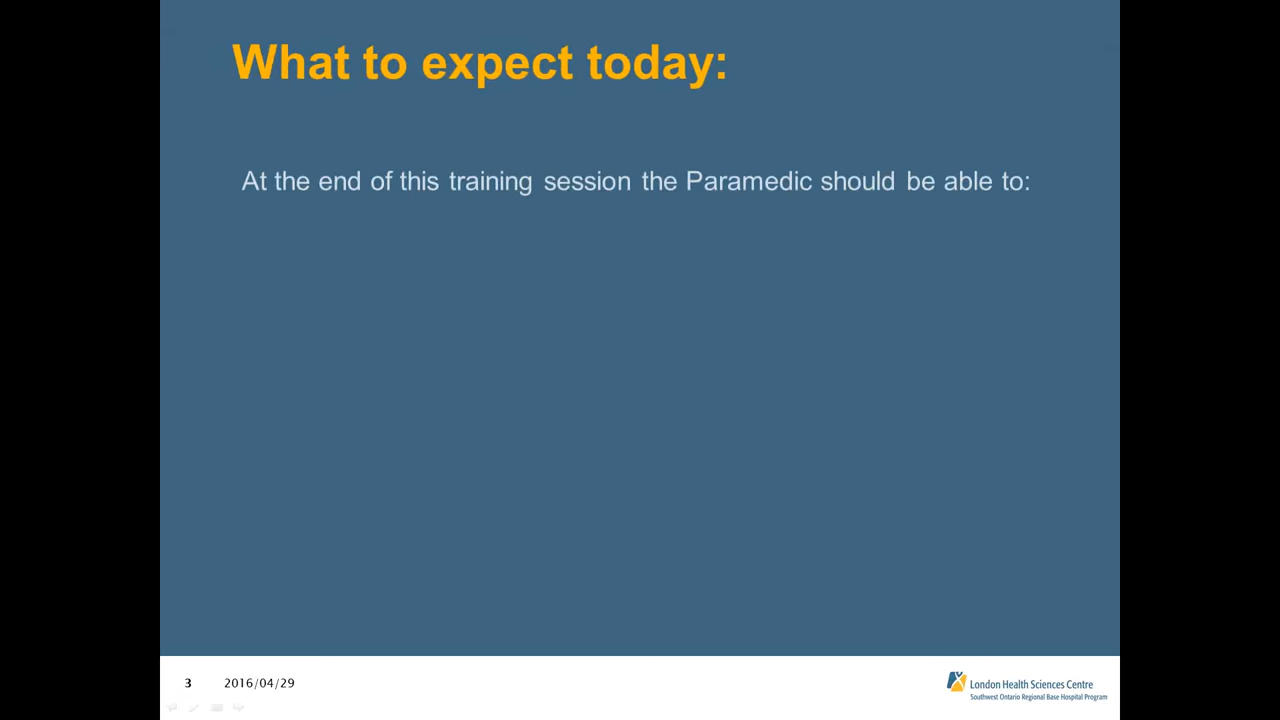 What to expect today:
At the end of this training session the Paramedic should be able to:
3 2016/04/29
London Health Sciences Centre
Southwest Ontario Regional Base Hospital Program